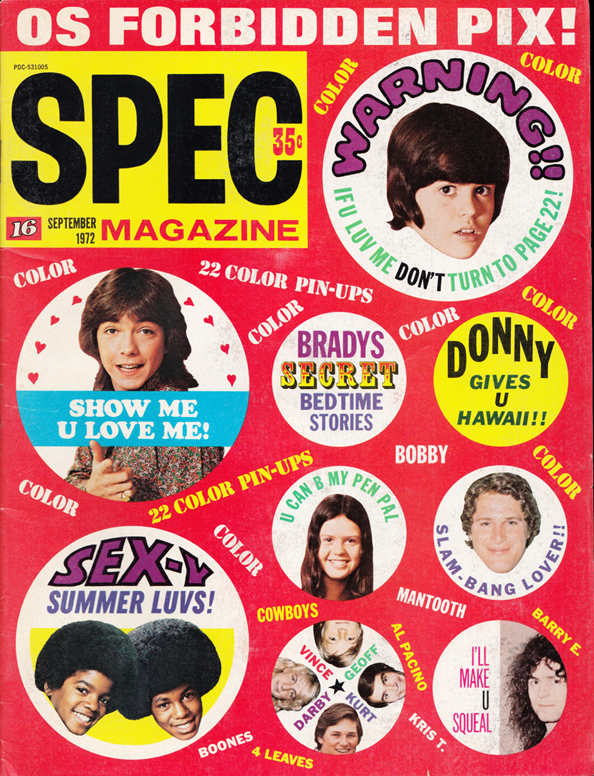 OS FORBIDDEN PIX!
PDC-531005
SPEC
35¢
16
SEPTEMBER
1972
MAGAZINE
COLOR
COLOR
WARNING!!
IF U LUV ME DON'T TURN TO PAGE 22!
COLOR
22 COLOR PIN-UPS
SHOW ME
U LOVE ME!
COLOR
BRADYS
SECRET
BEDTIME
STORIES
COLOR
COLOR
DONNY
GIVES
U
HAWAII!!
BOBBY
COLOR
22 COLOR PIN-UPS
COLOR
U CAN B MY PEN PAL
COLOR
SLAM-BANG LOVER!!
SEX-Y
SUMMER LUVS!
COWBOYS
MANTOOTH
AL PACINO
BARRY E.
VINCE
GEOFF
DARBY
KURT
I'LL
MAKE
U
SQUEAL
KRIS T.
BOONES
4 LEAVES